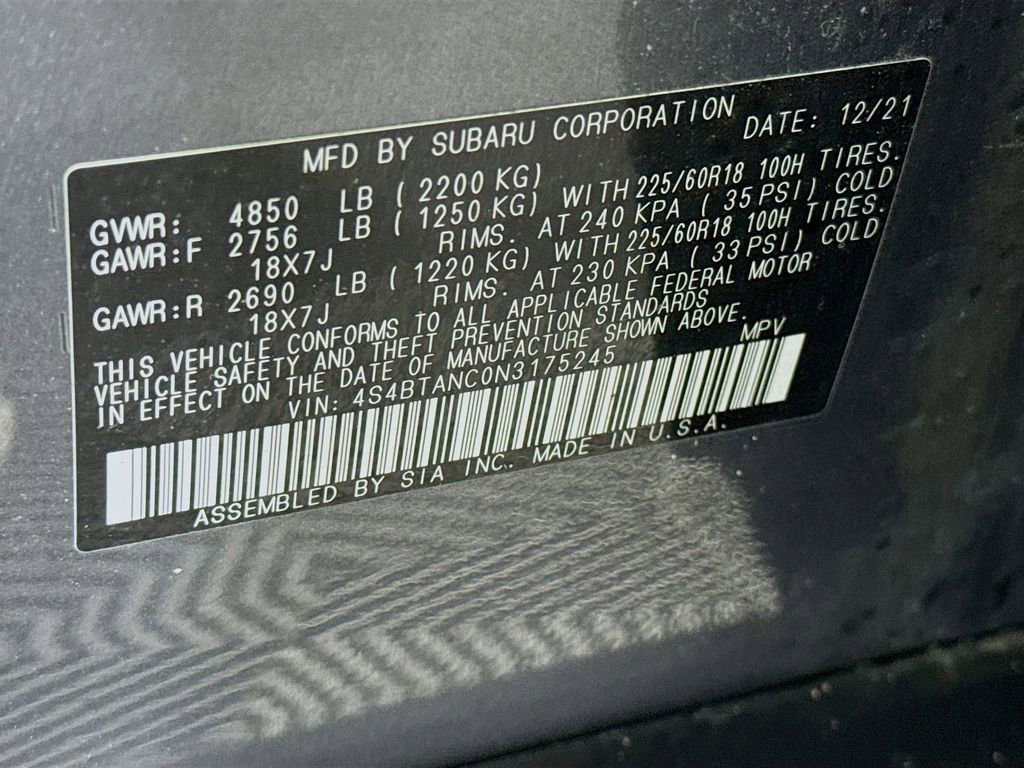 MFD BY SUBARU CORPORATION DATE: 12/21
GVWR: 4850 LB ( 2200 KG)
GAWR:F 2756 LB ( 1250 KG) WITH 225/60R18 100H TIRES.
18X7J RIMS. AT 240 KPA ( 35 PSI) COLD
GAWR:R 2690 LB ( 1220 KG) WITH 225/60R18 100H TIRES.
18X7J RIMS. AT 230 KPA ( 33 PSI) COLD
THIS VEHICLE CONFORMS TO ALL APPLICABLE FEDERAL MOTOR
VEHICLE SAFETY AND THEFT PREVENTION STANDARDS
IN EFFECT ON THE DATE OF MANUFACTURE SHOWN ABOVE.
VIN: 4S4BTANC0N3175245 MPV
ASSEMBLED BY SIA INC. MADE IN U.S.A.